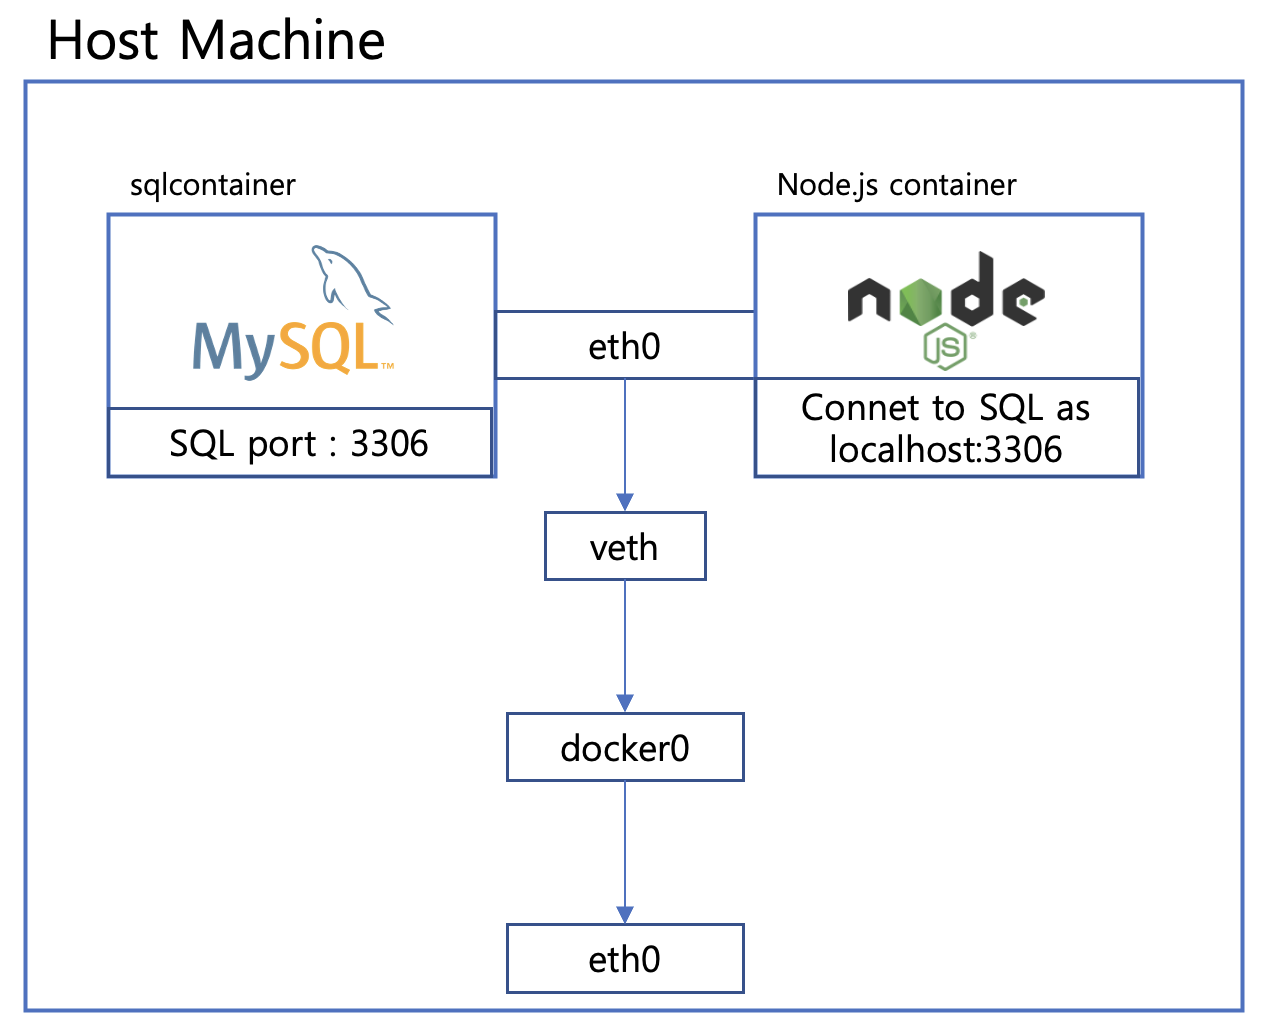 Host Machine
sqlcontainer
Node.js container
MySQL™
node
JS®
eth0
SQL port : 3306
Connet to SQL as
localhost:3306
veth
docker0
eth0